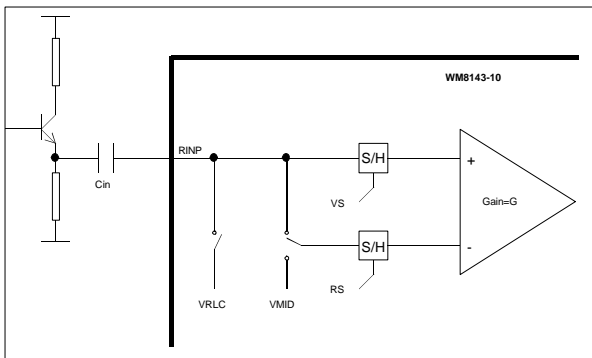 WM8143-10
RINP
S/H
+
Cin
VS
Gain=G
S/H
-
VRLC
VMID
RS